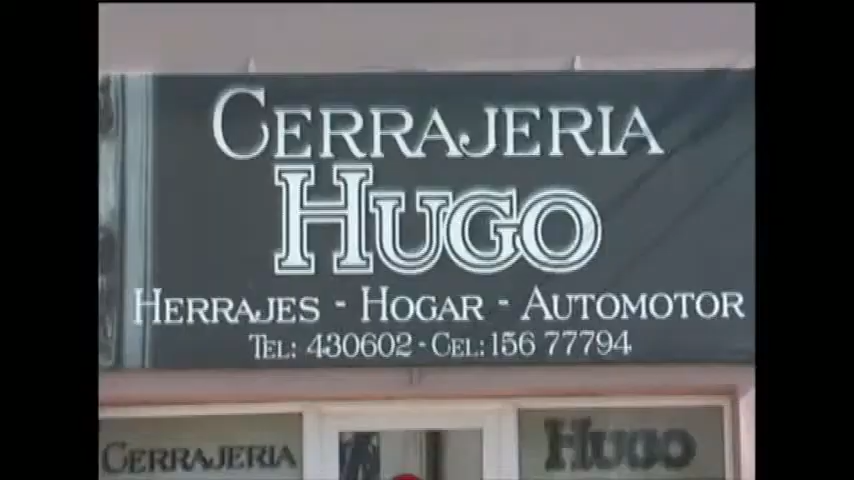 CERRAJERIA
HUGO
HERRAJES - HOGAR - AUTOMOTOR
TEL: 430602 - CEL: 156 77794
CERRAJERIA
HUGO